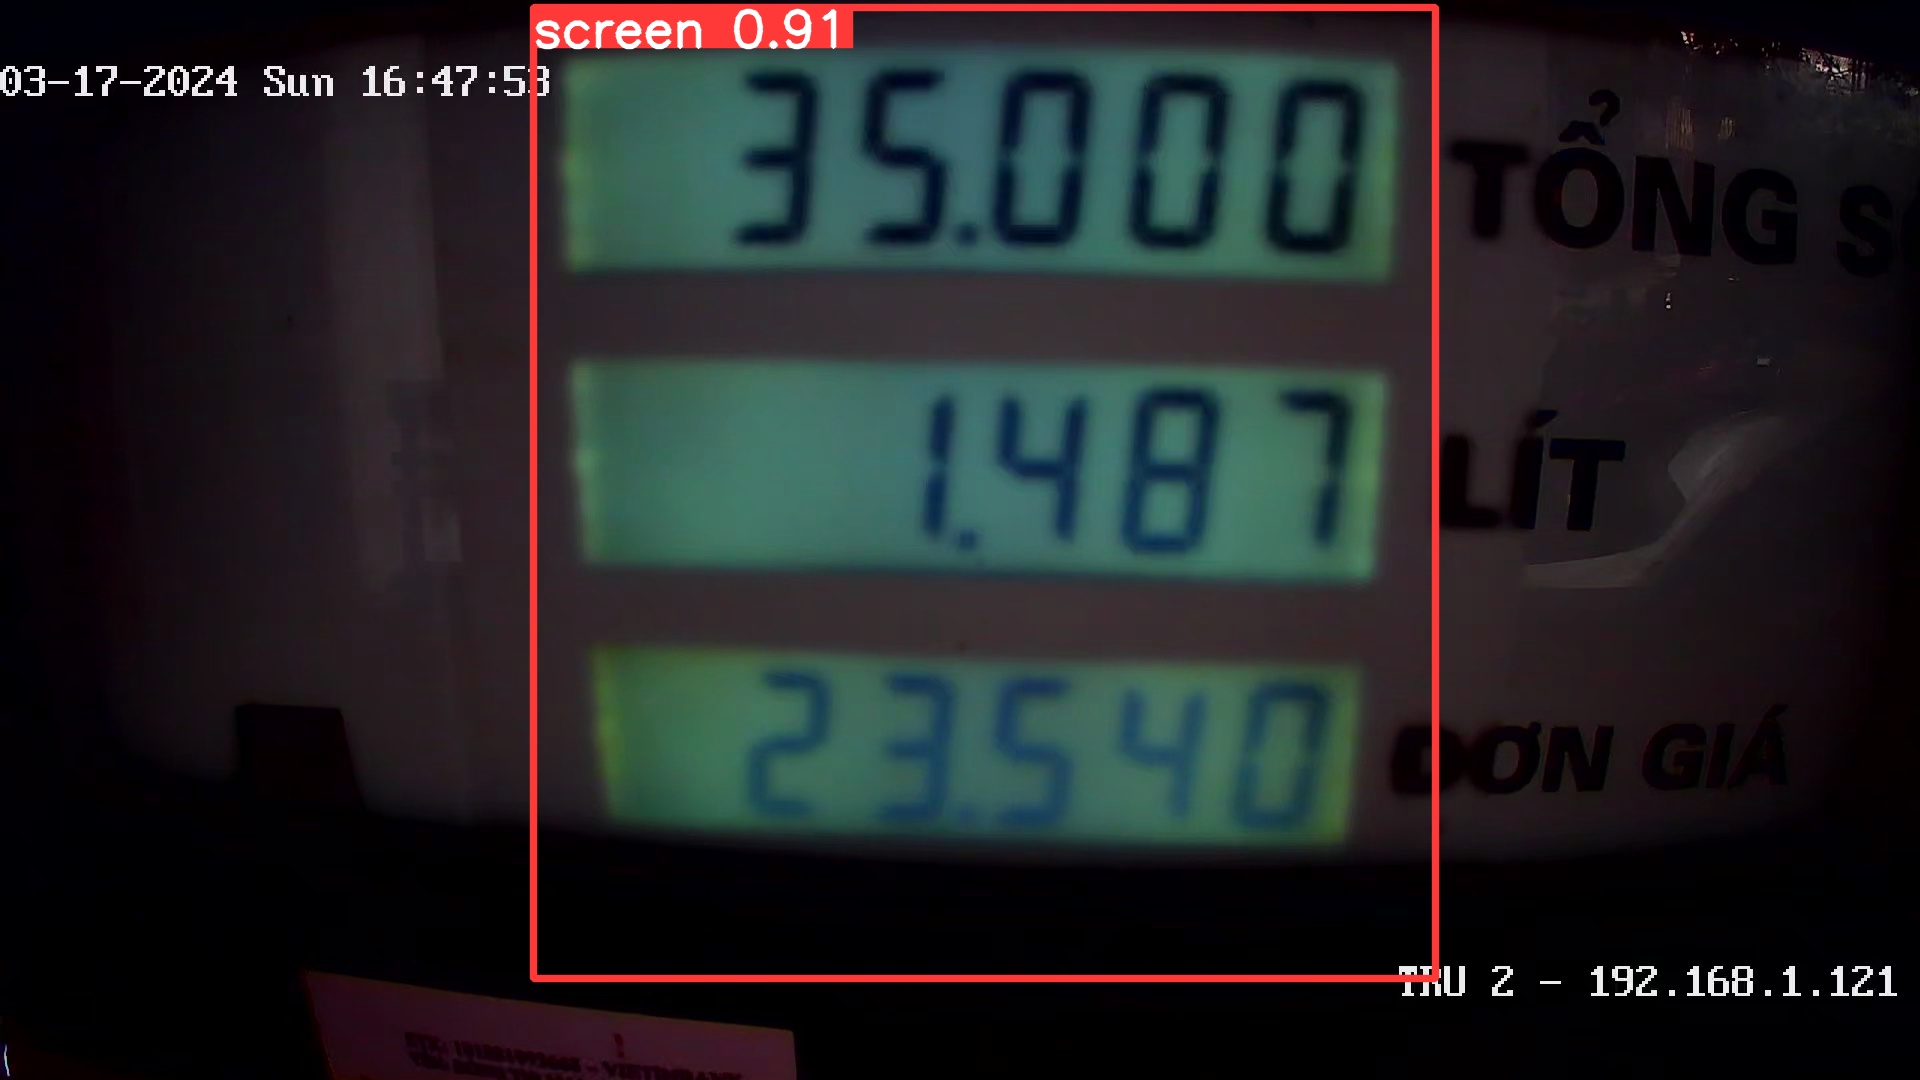 screen 0.91
03-17-2024 Sun 16:47:53
35.000
TỔNG S
1.487
LÍT
23.540
ĐƠN GIÁ
TRU 2 - 192.168.1.121